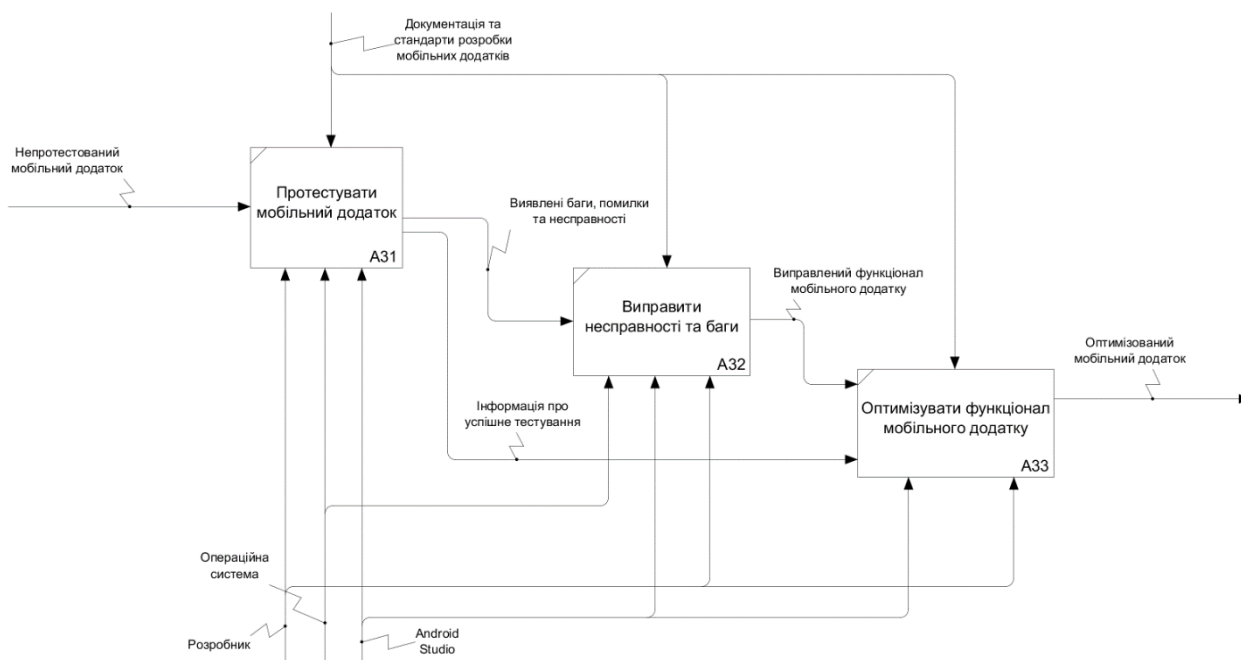 Документація та
стандарти розробки
мобільних додатків
Непротестований
мобільний додаток
Протестувати
мобільний додаток
A31
Виявлені баги, помилки
та несправності
Виправити
несправності та баги
A32
Виправлений функціонал
мобільного додатку
Оптимізований
мобільний додаток
Оптимізувати функціонал
мобільного додатку
A33
Інформація про
успішне тестування
Операційна
система
Розробник
Android
Studio